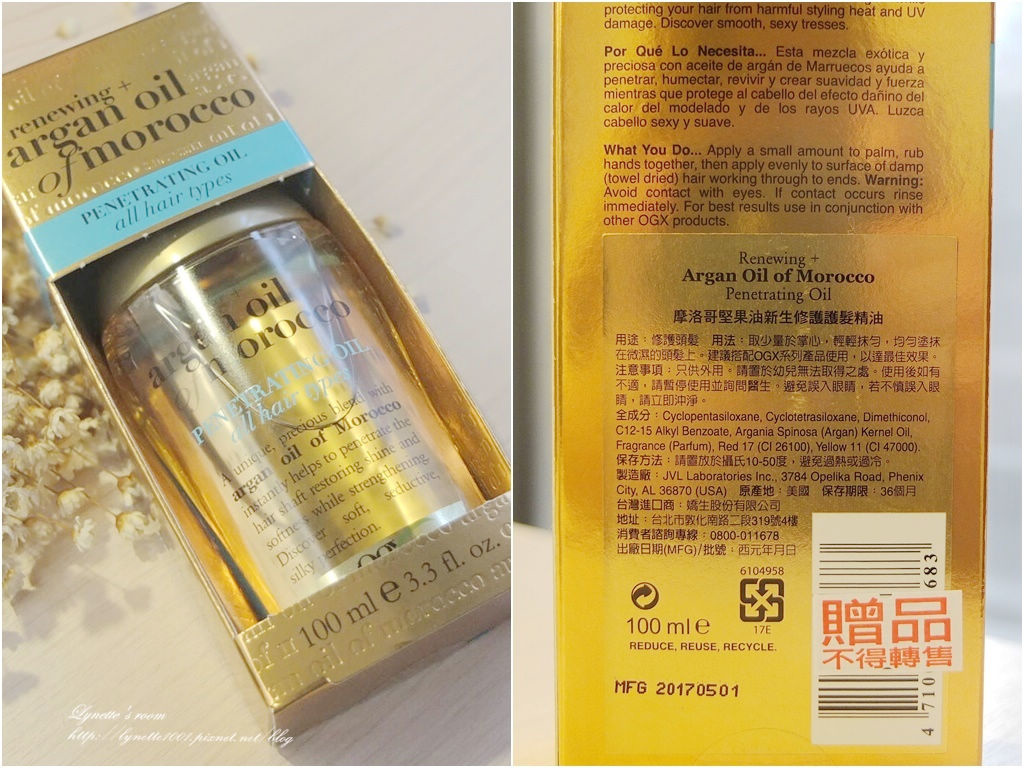 renewing +
argan oil
of morocco
PENETRATING OIL
all hair types
argan oil
morocco
PENETRATING OIL
all hair types
A unique, precious blend with
argan oil of Morocco
instantly helps to penetrate the
hair shaft restoring shine and
softness while strengthening.
Discover soft, seductive,
silky perfection.
100 ml e 3.3 fl. oz.
Lynette's room
http://lynette1001.pixnet.net/blog
protecting your hair from harmful styling heat and UV
damage. Discover smooth, sexy tresses.
Por Qué Lo Necesita... Esta mezcla exótica y
preciosa con aceite de argán de Marruecos ayuda a
penetrar, humectar, revivir y crear suavidad y fuerza
mientras que protege al cabello del efecto dañino del
calor del modelado y de los rayos UVA. Luzca
cabello sexy y suave.
What You Do... Apply a small amount to palm, rub
hands together, then apply evenly to surface of damp
(towel dried) hair working through to ends. Warning:
Avoid contact with eyes. If contact occurs rinse
immediately. For best results use in conjunction with
other OGX products.
Renewing +
Argan Oil of Morocco
Penetrating Oil
摩洛哥堅果油新生修護護髮精油
用途：修護頭髮 用法：取少量於掌心，輕輕抹勻，均勻塗抹
在微濕的頭髮上。建議搭配OGX系列產品使用，以達最佳效果。
注意事項：只供外用。請置於幼兒無法取得之處。使用後如有
不適，請暫停使用並詢問醫生。避免誤入眼睛，若不慎誤入眼
睛，請立即沖淨。
全成分：Cyclopentasiloxane, Cyclotetrasiloxane, Dimethiconol,
C12-15 Alkyl Benzoate, Argania Spinosa (Argan) Kernel Oil,
Fragrance (Parfum), Red 17 (CI 26100), Yellow 11 (CI 47000).
保存方法：請置放於攝氏10-50度，避免過熱或過冷。
製造廠：JVL Laboratories Inc., 3784 Opelika Road, Phenix
City, AL 36870 (USA) 原產地：美國 保存期限：36個月
台灣進口商：嬌生股份有限公司
地址：台北市敦化南路二段319號4樓
消費者諮詢專線：0800-011678
出廠日期(MFG)/批號：西元年月日
6104958
17E
100 ml e
REDUCE, REUSE, RECYCLE.
MFG 20170501
贈品
不得轉售
4 710
683